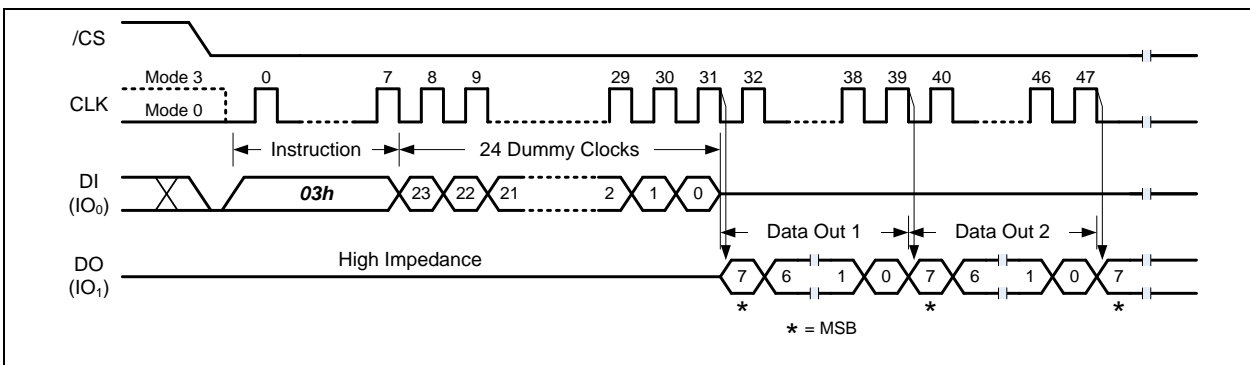 /CS
Mode 3 0 7 8 9 29 30 31 32 38 39 40 46 47
CLK
Mode 0
Instruction 24 Dummy Clocks
DI
(IO0)
03h 23 22 21 2 1 0
Data Out 1 Data Out 2
High Impedance
DO
(IO1)
7 6 1 0 7 6 1 0 7
* * *
* = MSB